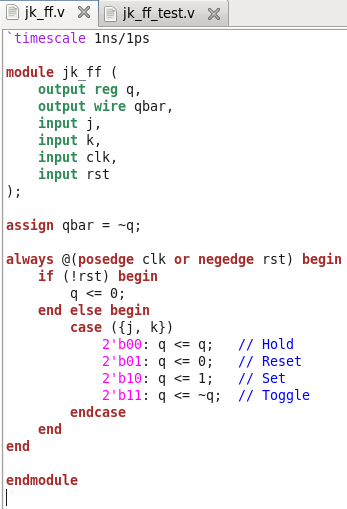 jk_ff.v jk_ff_test.v
`timescale 1ns/1ps

module jk_ff (
    output reg q,
    output wire qbar,
    input j,
    input k,
    input clk,
    input rst
);

assign qbar = ~q;

always @(posedge clk or negedge rst) begin
    if (!rst) begin
        q <= 0;
    end else begin
        case ({j, k})
            2'b00: q <= q;   // Hold
            2'b01: q <= 0;   // Reset
            2'b10: q <= 1;   // Set
            2'b11: q <= ~q;  // Toggle
        endcase
    end
end

endmodule